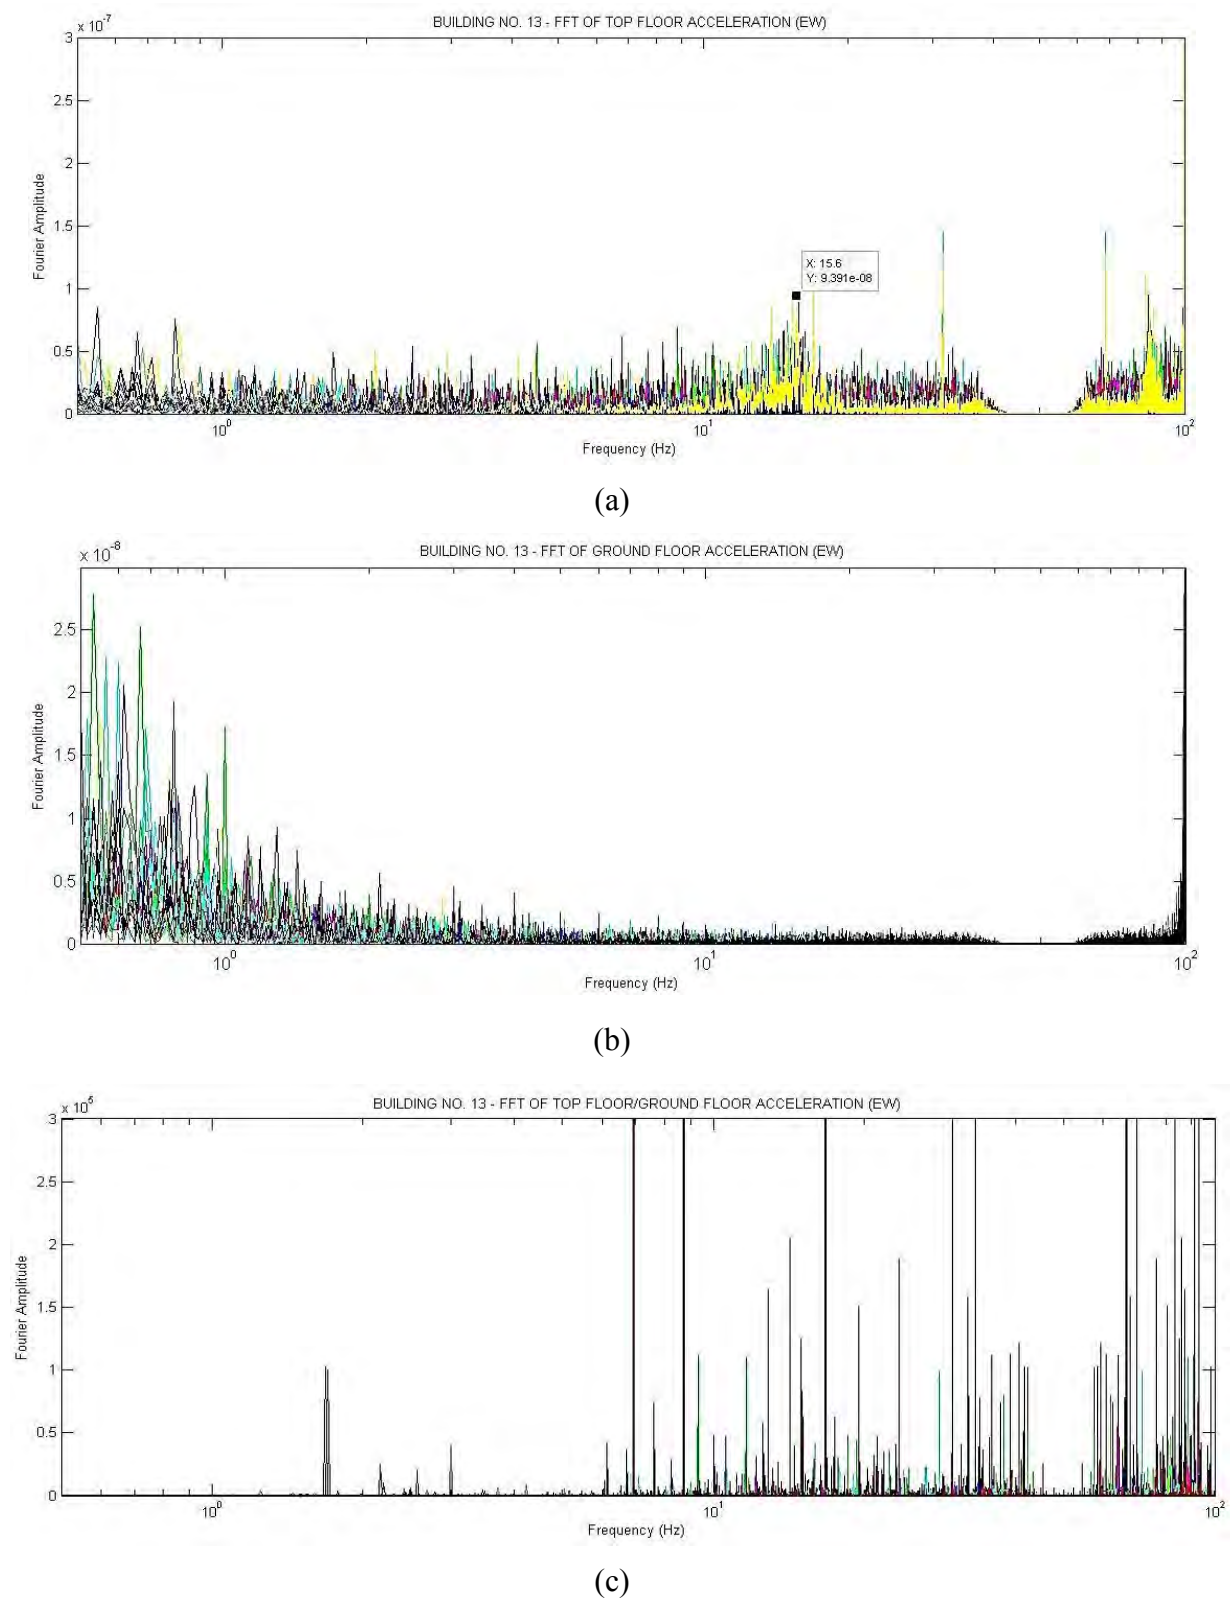 BUILDING NO. 13 - FFT OF TOP FLOOR ACCELERATION (EW)
x 10^-7
3
2.5
2
1.5
1
0.5
0
Fourier Amplitude
X: 15.6
Y: 9.391e-08
10^0
10^1
10^2
Frequency (Hz)
(a)
BUILDING NO. 13 - FFT OF GROUND FLOOR ACCELERATION (EW)
x 10^-8
2.5
2
1.5
1
0.5
0
Fourier Amplitude
10^0
10^1
10^2
Frequency (Hz)
(b)
BUILDING NO. 13 - FFT OF TOP FLOOR/GROUND FLOOR ACCELERATION (EW)
3
2.5
2
1.5
1
0.5
0
Fourier Amplitude
10^0
10^1
10^2
Frequency (Hz)
(c)